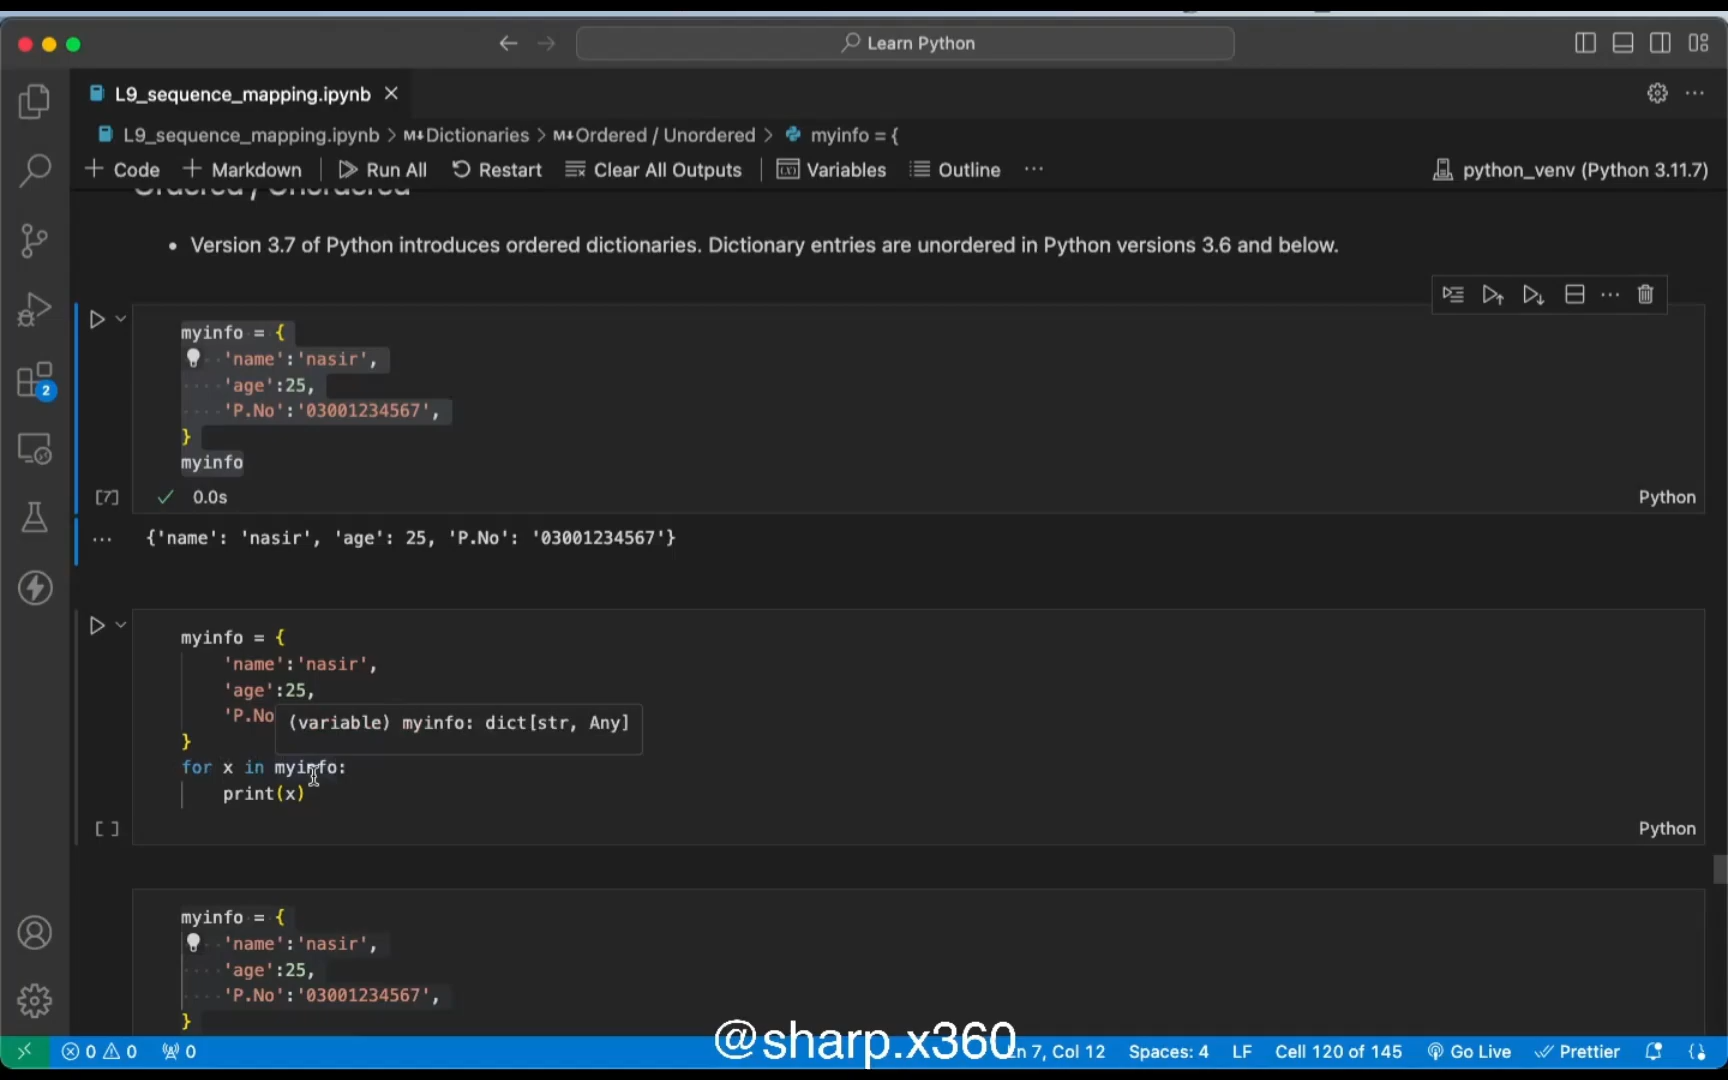 Learn Python
L9_sequence_mapping.ipynb
L9_sequence_mapping.ipynb > M↓Dictionaries > M↓Ordered / Unordered > myinfo = {
+ Code + Markdown Run All Restart Clear All Outputs Variables Outline ··· python_venv (Python 3.11.7)
Ordered / Unordered
• Version 3.7 of Python introduces ordered dictionaries. Dictionary entries are unordered in Python versions 3.6 and below.
myinfo = {
'name':'nasir',
'age':25,
2
'P.No':'03001234567',
}
myinfo
[7] ✓ 0.0s Python
··· {'name': 'nasir', 'age': 25, 'P.No': '03001234567'}
myinfo = {
'name':'nasir',
'age':25,
'P.No
(variable) myinfo: dict[str, Any]
}
for x in myinfo:
print(x)
[ ] Python
myinfo = {
'name':'nasir',
'age':25,
'P.No':'03001234567',
}
@sharp.x360
0 0 0 Ln 7, Col 12 Spaces: 4 LF Cell 120 of 145 Go Live Prettier